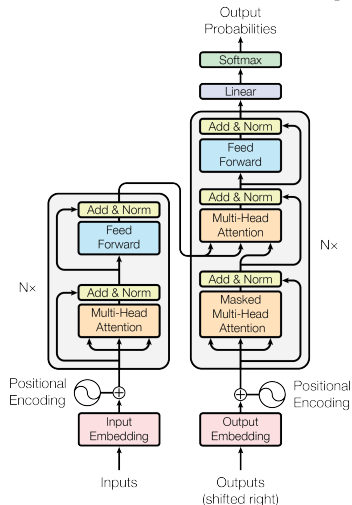 Output
Probabilities
Softmax
Linear
Add & Norm
Feed
Forward
Add & Norm
Multi-Head
Attention
Nx
Add & Norm
Masked
Multi-Head
Attention
Add & Norm
Feed
Forward
Nx
Add & Norm
Multi-Head
Attention
Positional
Encoding
Positional
Encoding
Input
Embedding
Output
Embedding
Inputs
Outputs
(shifted right)